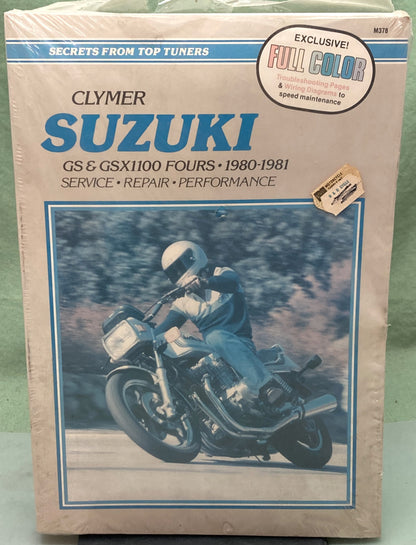 M378
SECRETS FROM TOP TUNERS
EXCLUSIVE!
FULL COLOR
Troubleshooting Pages
& Wiring Diagrams to
speed maintenance
CLYMER
SUZUKI
GS & GSX1100 FOURS • 1980-1981
SERVICE • REPAIR • PERFORMANCE